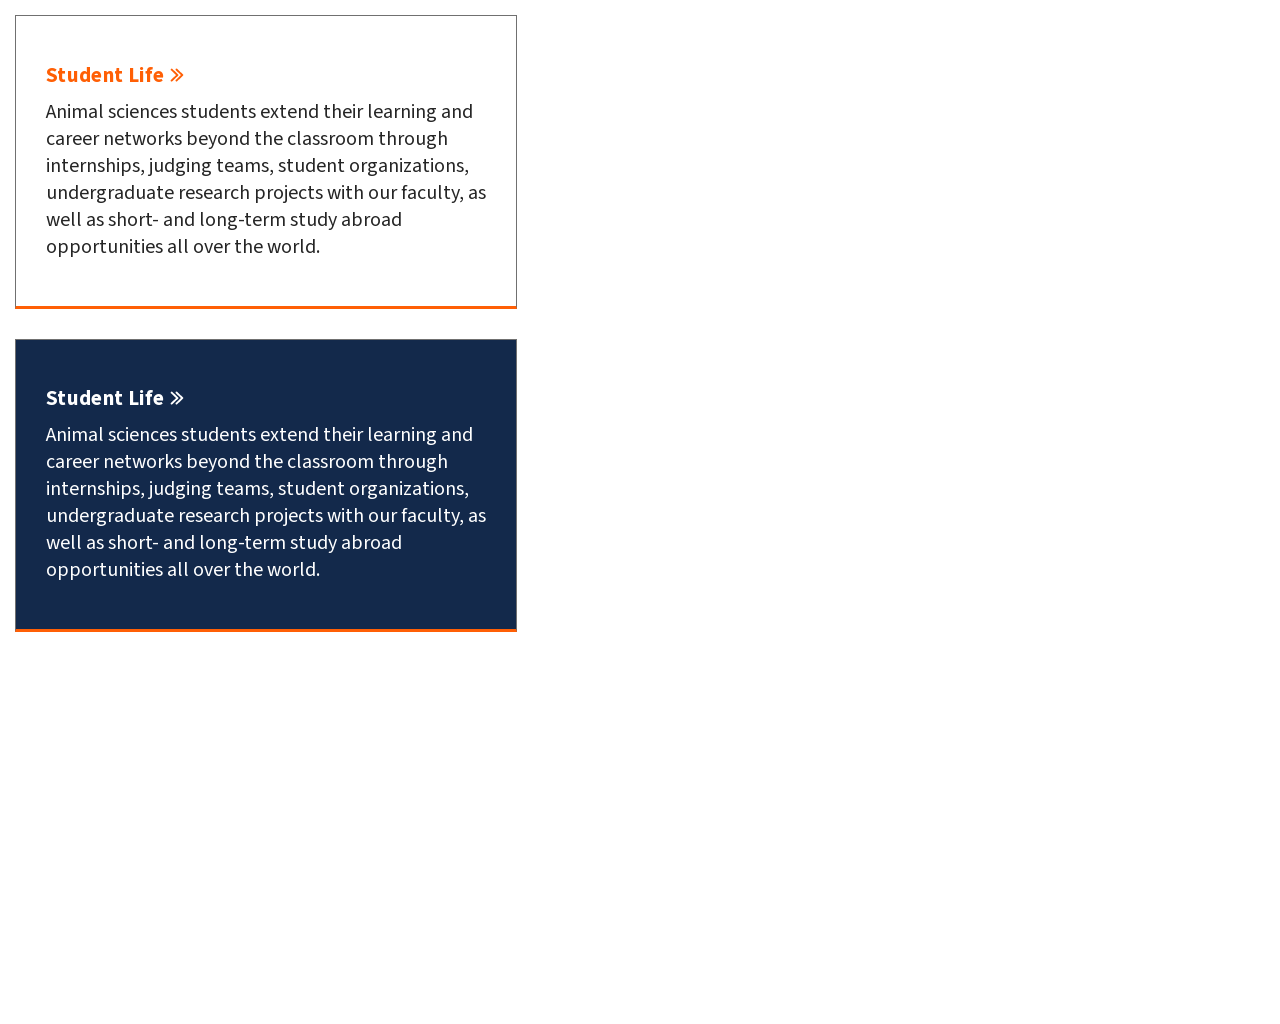 Student Life »
Animal sciences students extend their learning and
career networks beyond the classroom through
internships, judging teams, student organizations,
undergraduate research projects with our faculty, as
well as short- and long-term study abroad
opportunities all over the world.
Student Life »
Animal sciences students extend their learning and
career networks beyond the classroom through
internships, judging teams, student organizations,
undergraduate research projects with our faculty, as
well as short- and long-term study abroad
opportunities all over the world.